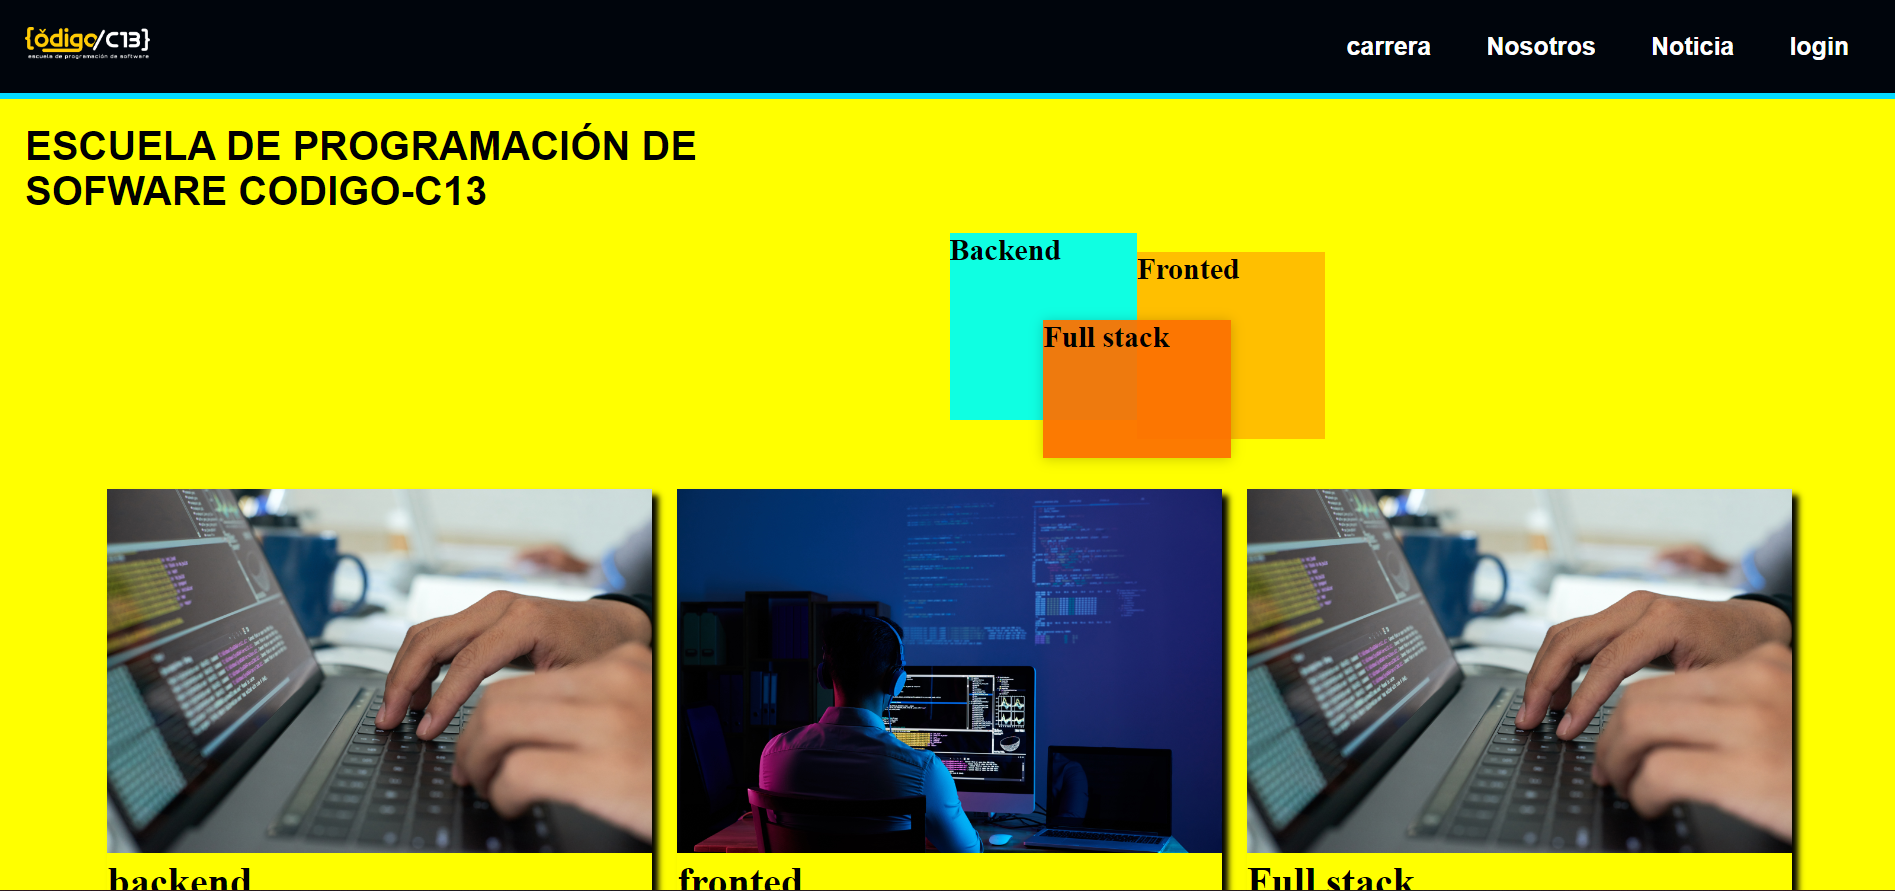 {ódigo/C13}
escuela de programación de software
carrera Nosotros Noticia login
ESCUELA DE PROGRAMACIÓN DE
SOFWARE CODIGO-C13
Backend
Fronted
Full stack
backend fronted Full stack